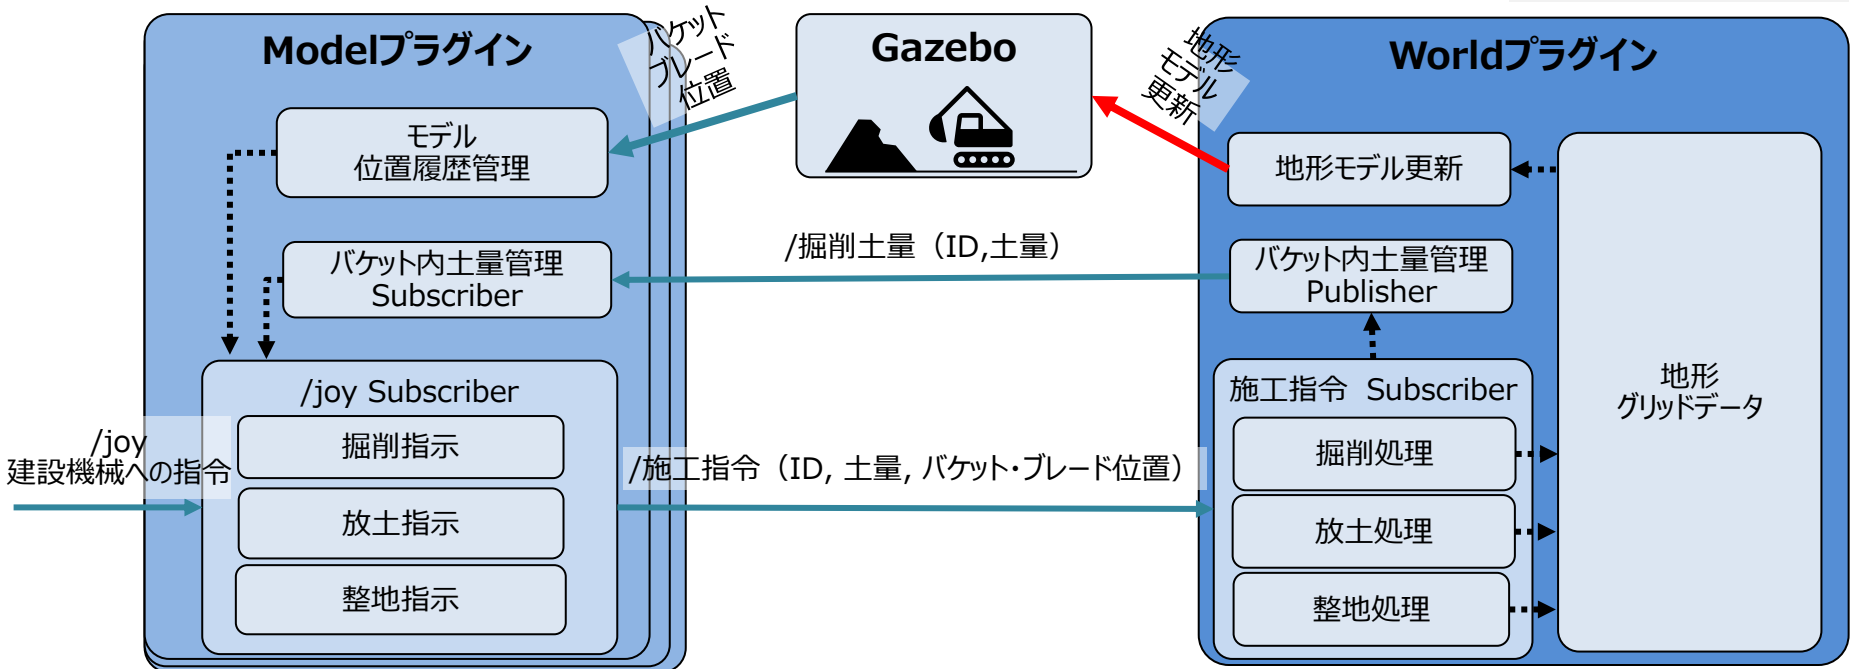 Modelプラグイン
バケット
ブレード
位置
Gazebo
地形
モデル
更新
Worldプラグイン
モデル
位置履歴管理
地形モデル更新
/掘削土量（ID,土量）
バケット内土量管理
Subscriber
バケット内土量管理
Publisher
地形
グリッドデータ
/joy Subscriber
掘削指示
放土指示
整地指示
/joy
建設機械への指令
/施工指令（ID, 土量, バケット・ブレード位置）
施工指令 Subscriber
掘削処理
放土処理
整地処理